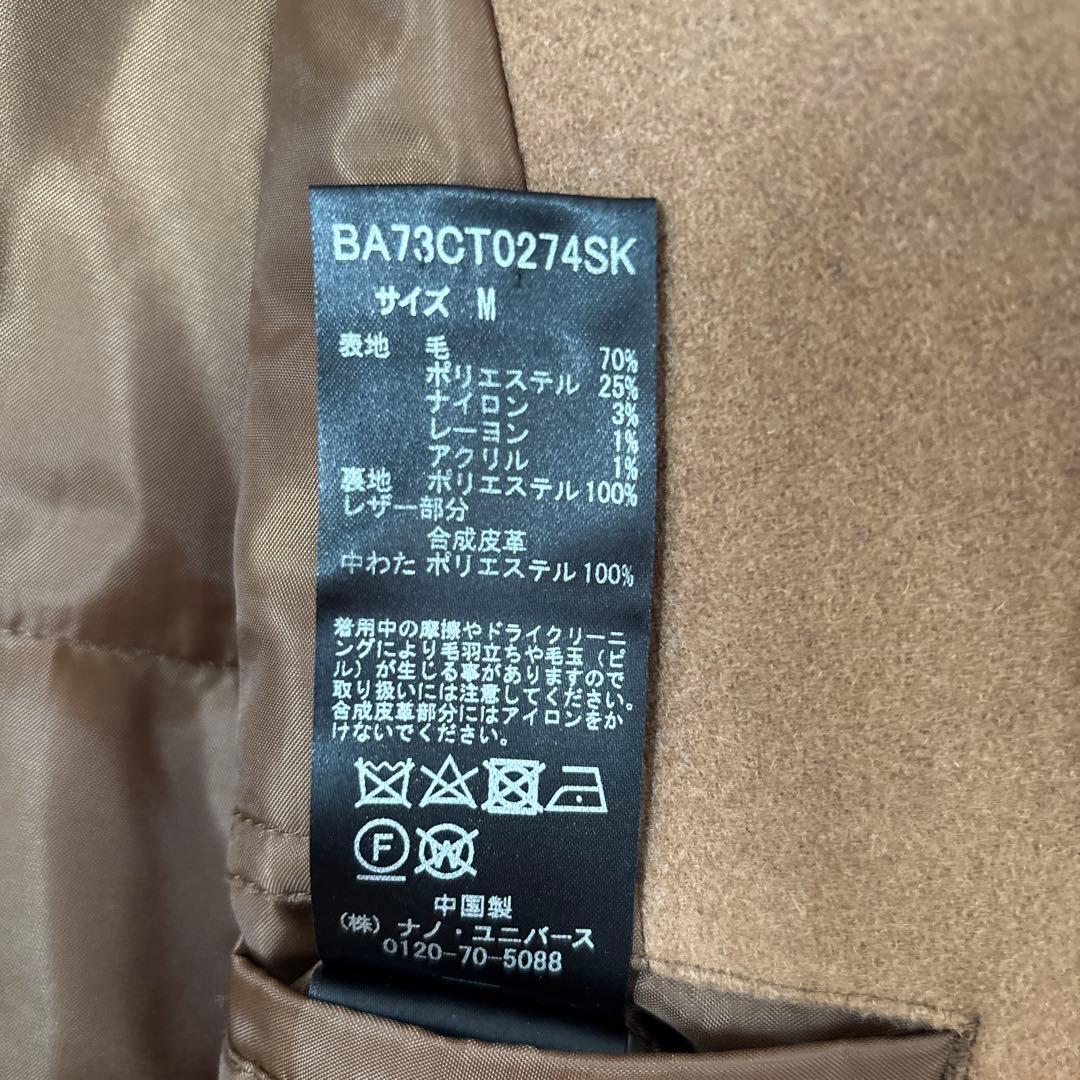 BA73CT0274SK
サイズ M
表地 毛 70%
ポリエステル 25%
ナイロン 3%
レーヨン 1%
アクリル 1%
裏地 ポリエステル 100%
レザー部分
合成皮革
中わた ポリエステル 100%
着用中の摩擦やドライクリーニ
ングにより毛羽立ちや毛玉(ピ
ル)が生じる事がありますので
取り扱いには注意してください。
合成皮革部分にはアイロンをか
けないでください。
F W
中国製
(株) ナノ・ユニバース
0120-70-5088